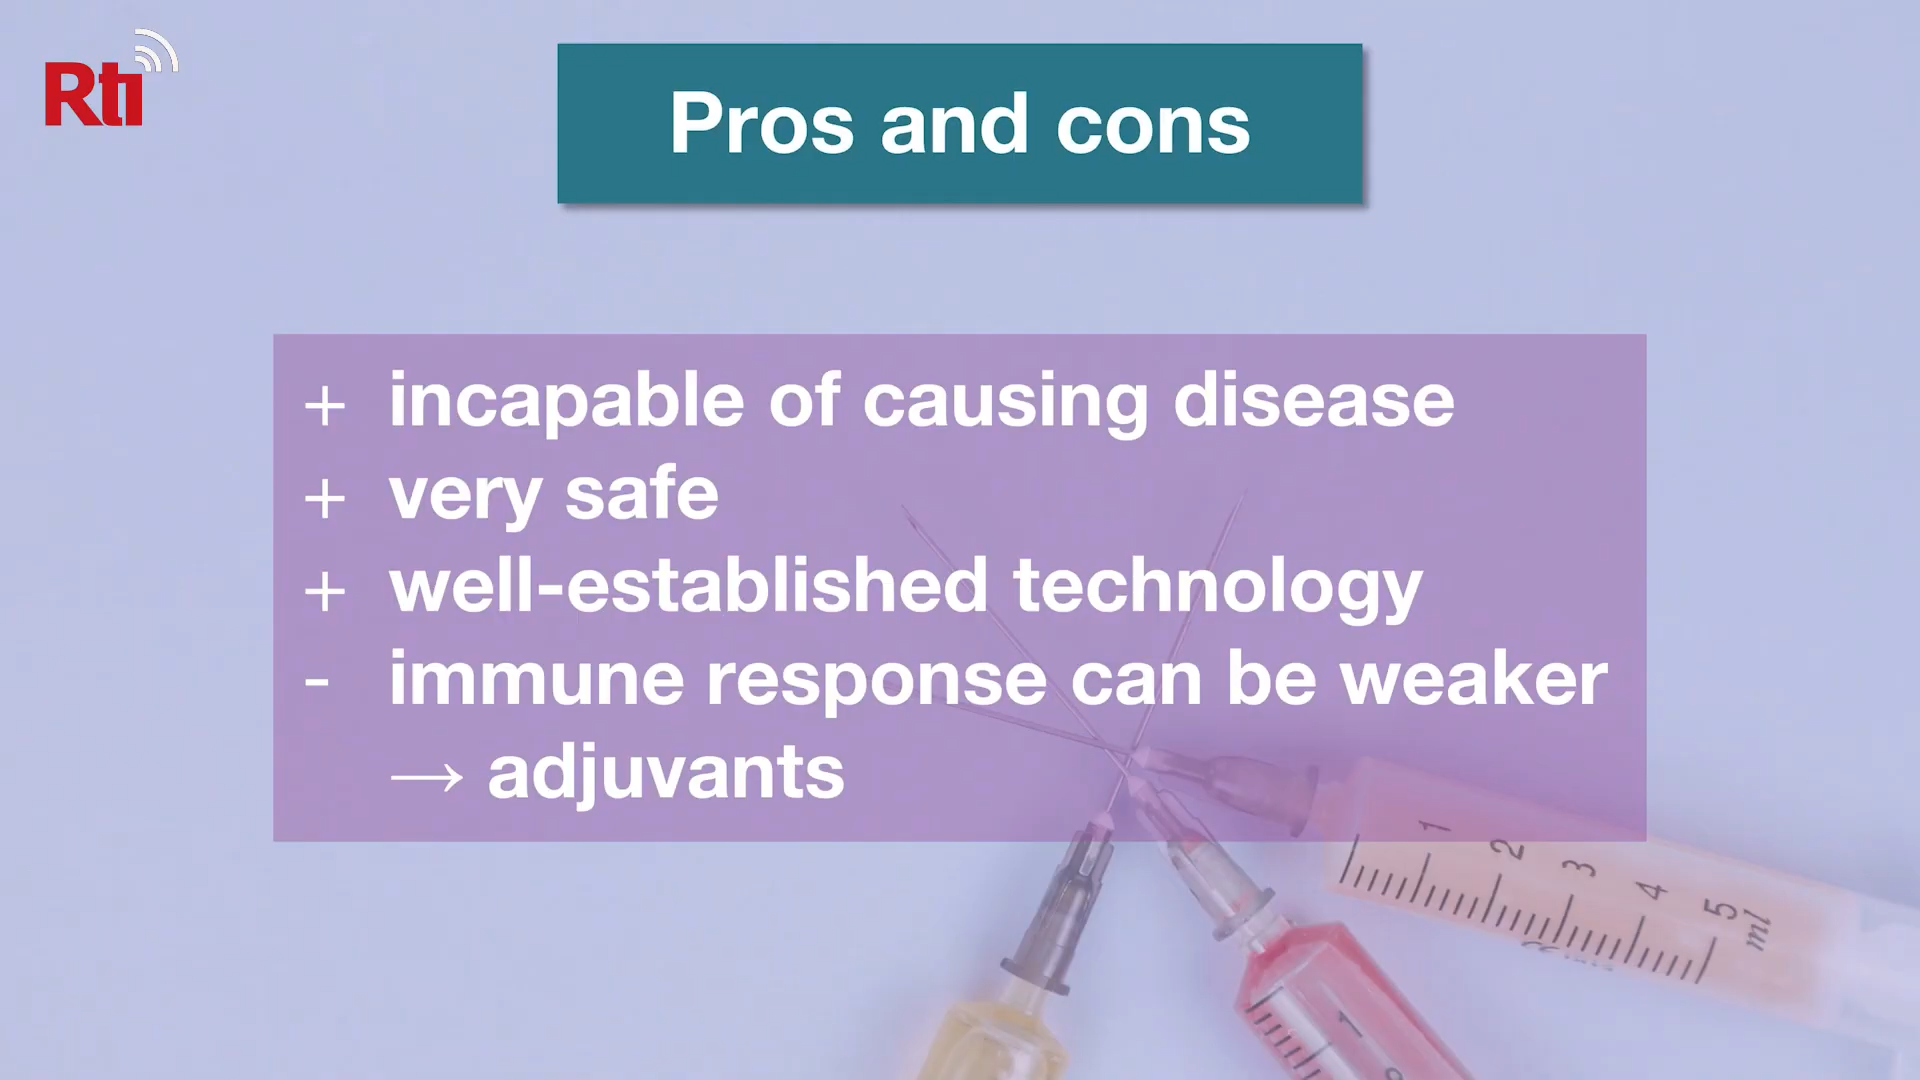 Rti
Pros and cons
+ incapable of causing disease
+ very safe
+ well-established technology
- immune response can be weaker
→ adjuvants
1 2 3 4 5 ml
1